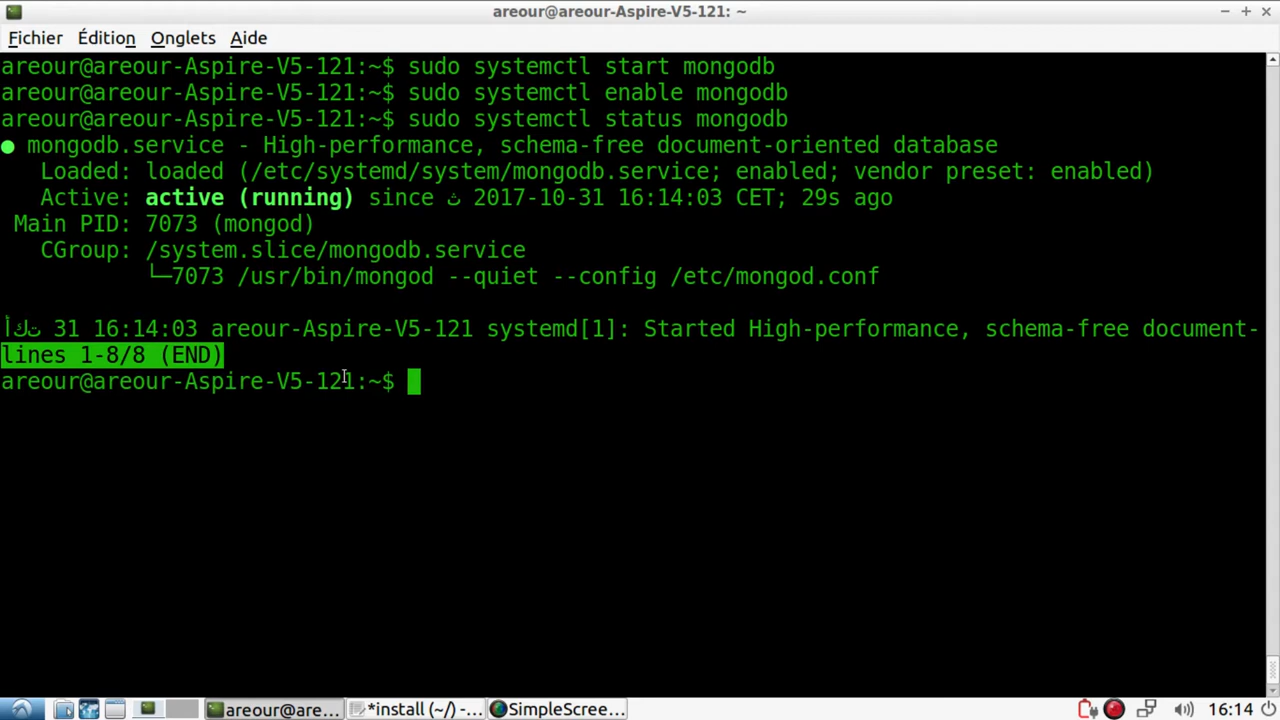 areour@areour-Aspire-V5-121: ~
Fichier Édition Onglets Aide
areour@areour-Aspire-V5-121:~$ sudo systemctl start mongodb
areour@areour-Aspire-V5-121:~$ sudo systemctl enable mongodb
areour@areour-Aspire-V5-121:~$ sudo systemctl status mongodb
● mongodb.service - High-performance, schema-free document-oriented database
Loaded: loaded (/etc/systemd/system/mongodb.service; enabled; vendor preset: enabled)
Active: active (running) since ث 2017-10-31 16:14:03 CET; 29s ago
Main PID: 7073 (mongod)
CGroup: /system.slice/mongodb.service
└─7073 /usr/bin/mongod --quiet --config /etc/mongod.conf
أكت 31 16:14:03 areour-Aspire-V5-121 systemd[1]: Started High-performance, schema-free document-
lines 1-8/8 (END)
areour@areour-Aspire-V5-121:~$
areour@are... *install (~/) -... SimpleScree... 16:14